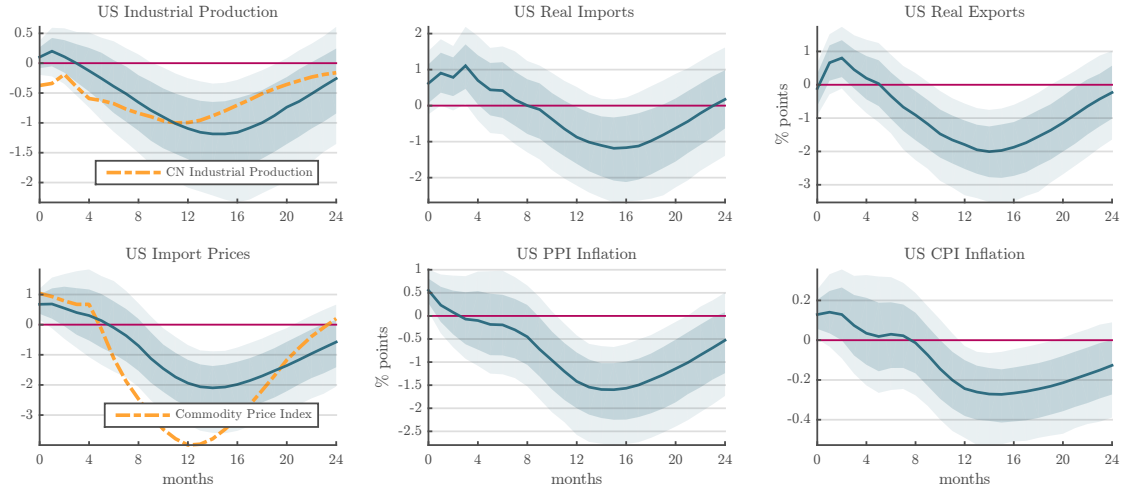 US Industrial Production
0.5
0
-0.5
-1
-1.5
-2
CN Industrial Production
0 4 8 12 16 20 24
US Real Imports
2
1
0
-1
-2
0 4 8 12 16 20 24
US Real Exports
% points
1
0
-1
-2
-3
0 4 8 12 16 20 24
US Import Prices
1
0
-1
-2
-3
Commodity Price Index
0 4 8 12 16 20 24
months
US PPI Inflation
% points
1
0.5
0
-0.5
-1
-1.5
-2
-2.5
0 4 8 12 16 20 24
US CPI Inflation
0.2
0
-0.2
-0.4
0 4 8 12 16 20 24
months